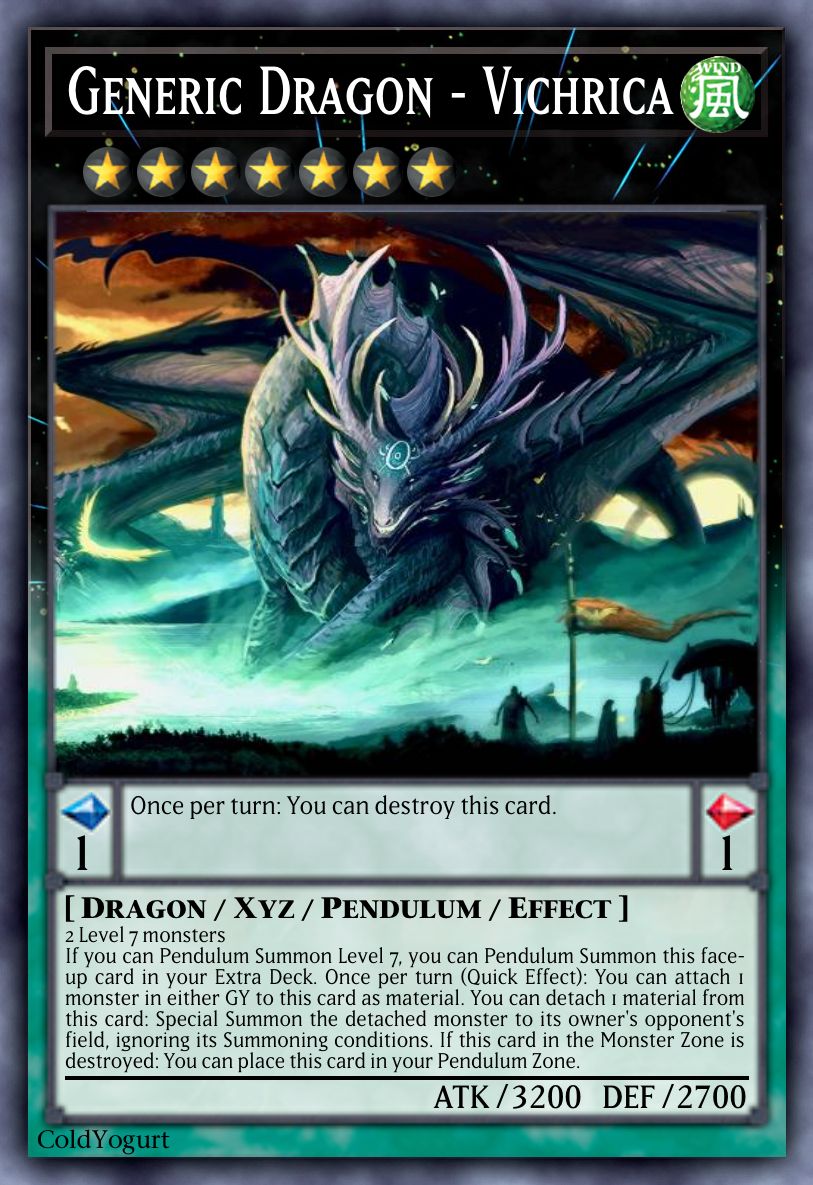 Generic Dragon - Vichrica
WIND
風
Once per turn: You can destroy this card.
1
1
[ Dragon / Xyz / Pendulum / Effect ]
2 Level 7 monsters
If you can Pendulum Summon Level 7, you can Pendulum Summon this face-
up card in your Extra Deck. Once per turn (Quick Effect): You can attach 1
monster in either GY to this card as material. You can detach 1 material from
this card: Special Summon the detached monster to its owner's opponent's
field, ignoring its Summoning conditions. If this card in the Monster Zone is
destroyed: You can place this card in your Pendulum Zone.
ATK/3200 DEF/2700
ColdYogurt